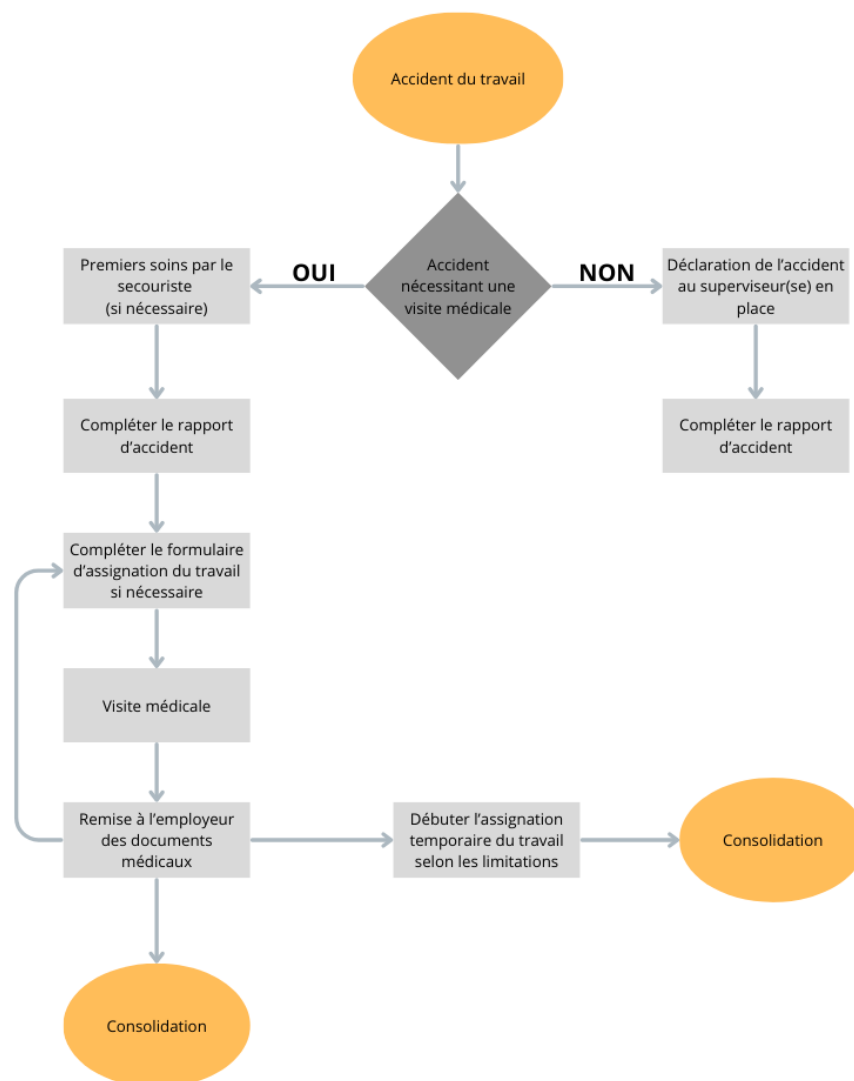 Accident du travail
Accident
nécessitant une
visite médicale
OUI
NON
Premiers soins par le
secouriste
(si nécessaire)
Déclaration de l’accident
au superviseur(se) en
place
Compléter le rapport
d’accident
Compléter le rapport
d’accident
Compléter le formulaire
d’assignation du travail
si nécessaire
Visite médicale
Remise à l’employeur
des documents
médicaux
Débuter l’assignation
temporaire du travail
selon les limitations
Consolidation
Consolidation